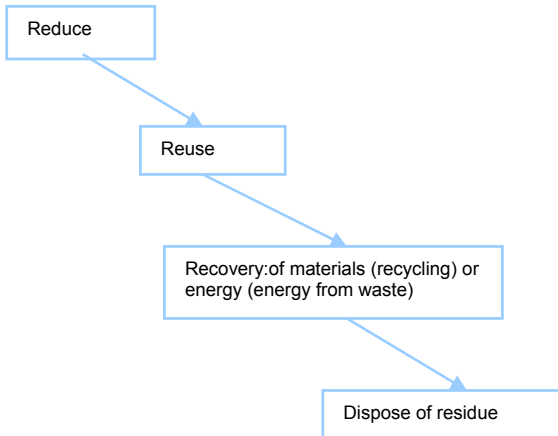 Reduce
Reuse
Recovery:of materials (recycling) or
energy (energy from waste)
Dispose of residue